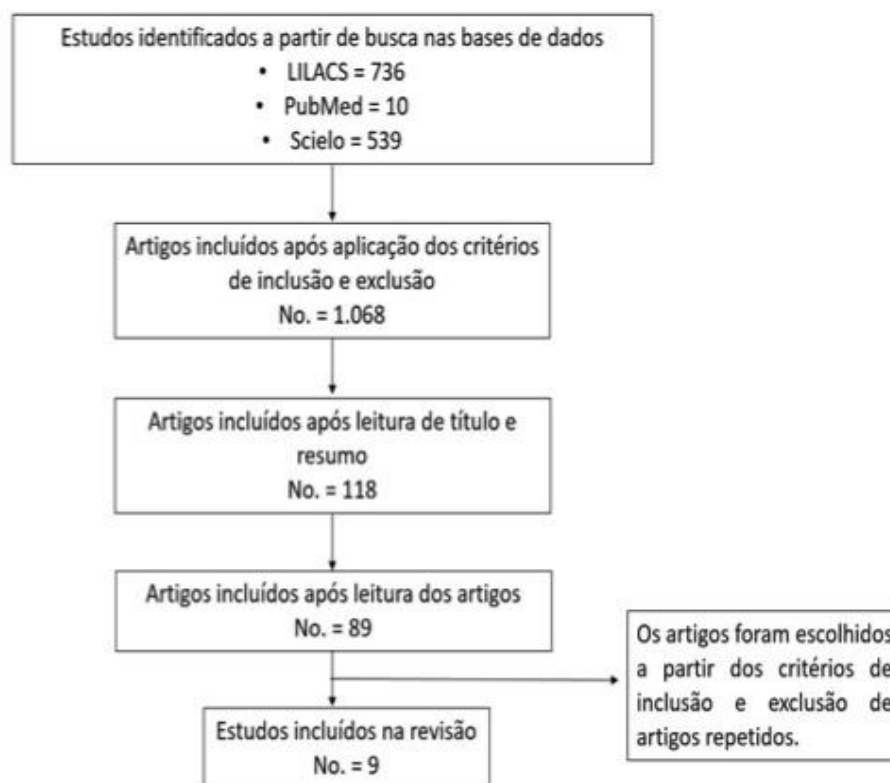 Estudos identificados a partir de busca nas bases de dados
• LILACS = 736
• PubMed = 10
• Scielo = 539
Artigos incluídos após aplicação dos critérios
de inclusão e exclusão
No. = 1.068
Artigos incluídos após leitura de título e
resumo
No. = 118
Artigos incluídos após leitura dos artigos
No. = 89
Os artigos foram escolhidos
a partir dos critérios de
inclusão e exclusão de
artigos repetidos.
Estudos incluídos na revisão
No. = 9